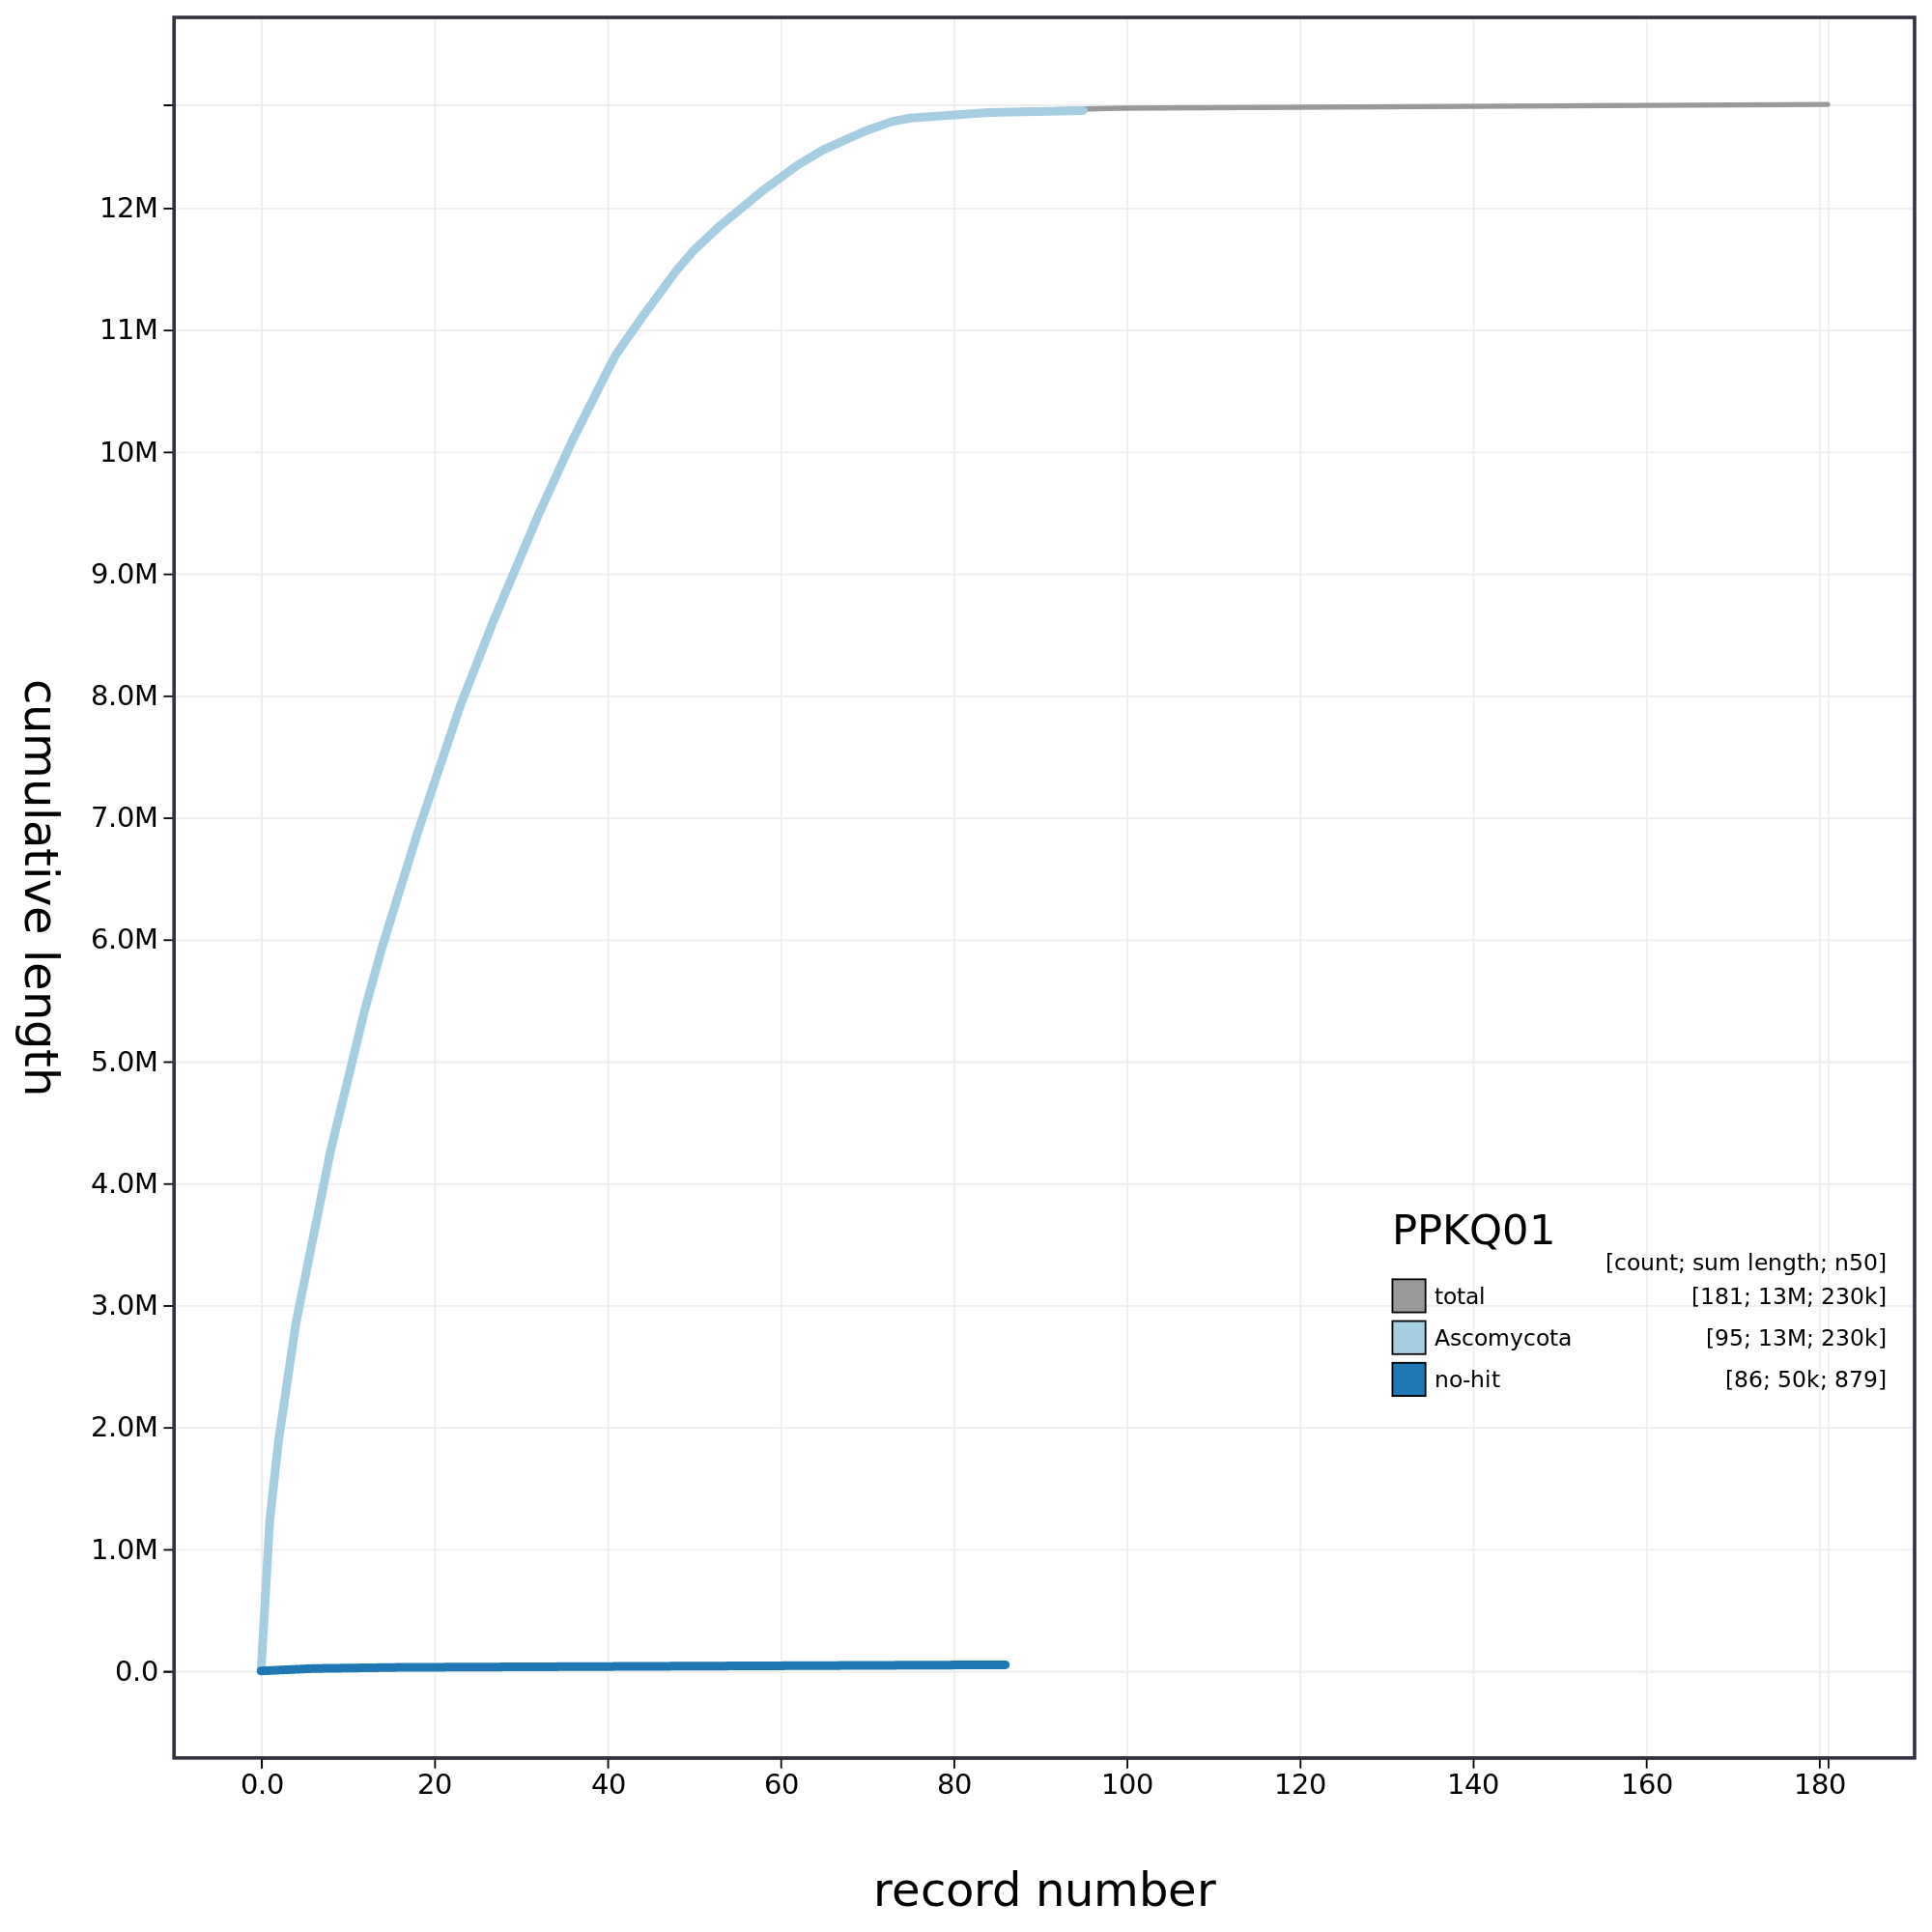 cumulative length
12M
11M
10M
9.0M
8.0M
7.0M
6.0M
5.0M
4.0M
3.0M
2.0M
1.0M
0.0
PPKQ01
[count; sum length; n50]
total [181; 13M; 230k]
Ascomycota [95; 13M; 230k]
no-hit [86; 50k; 879]
0.0 20 40 60 80 100 120 140 160 180
record number